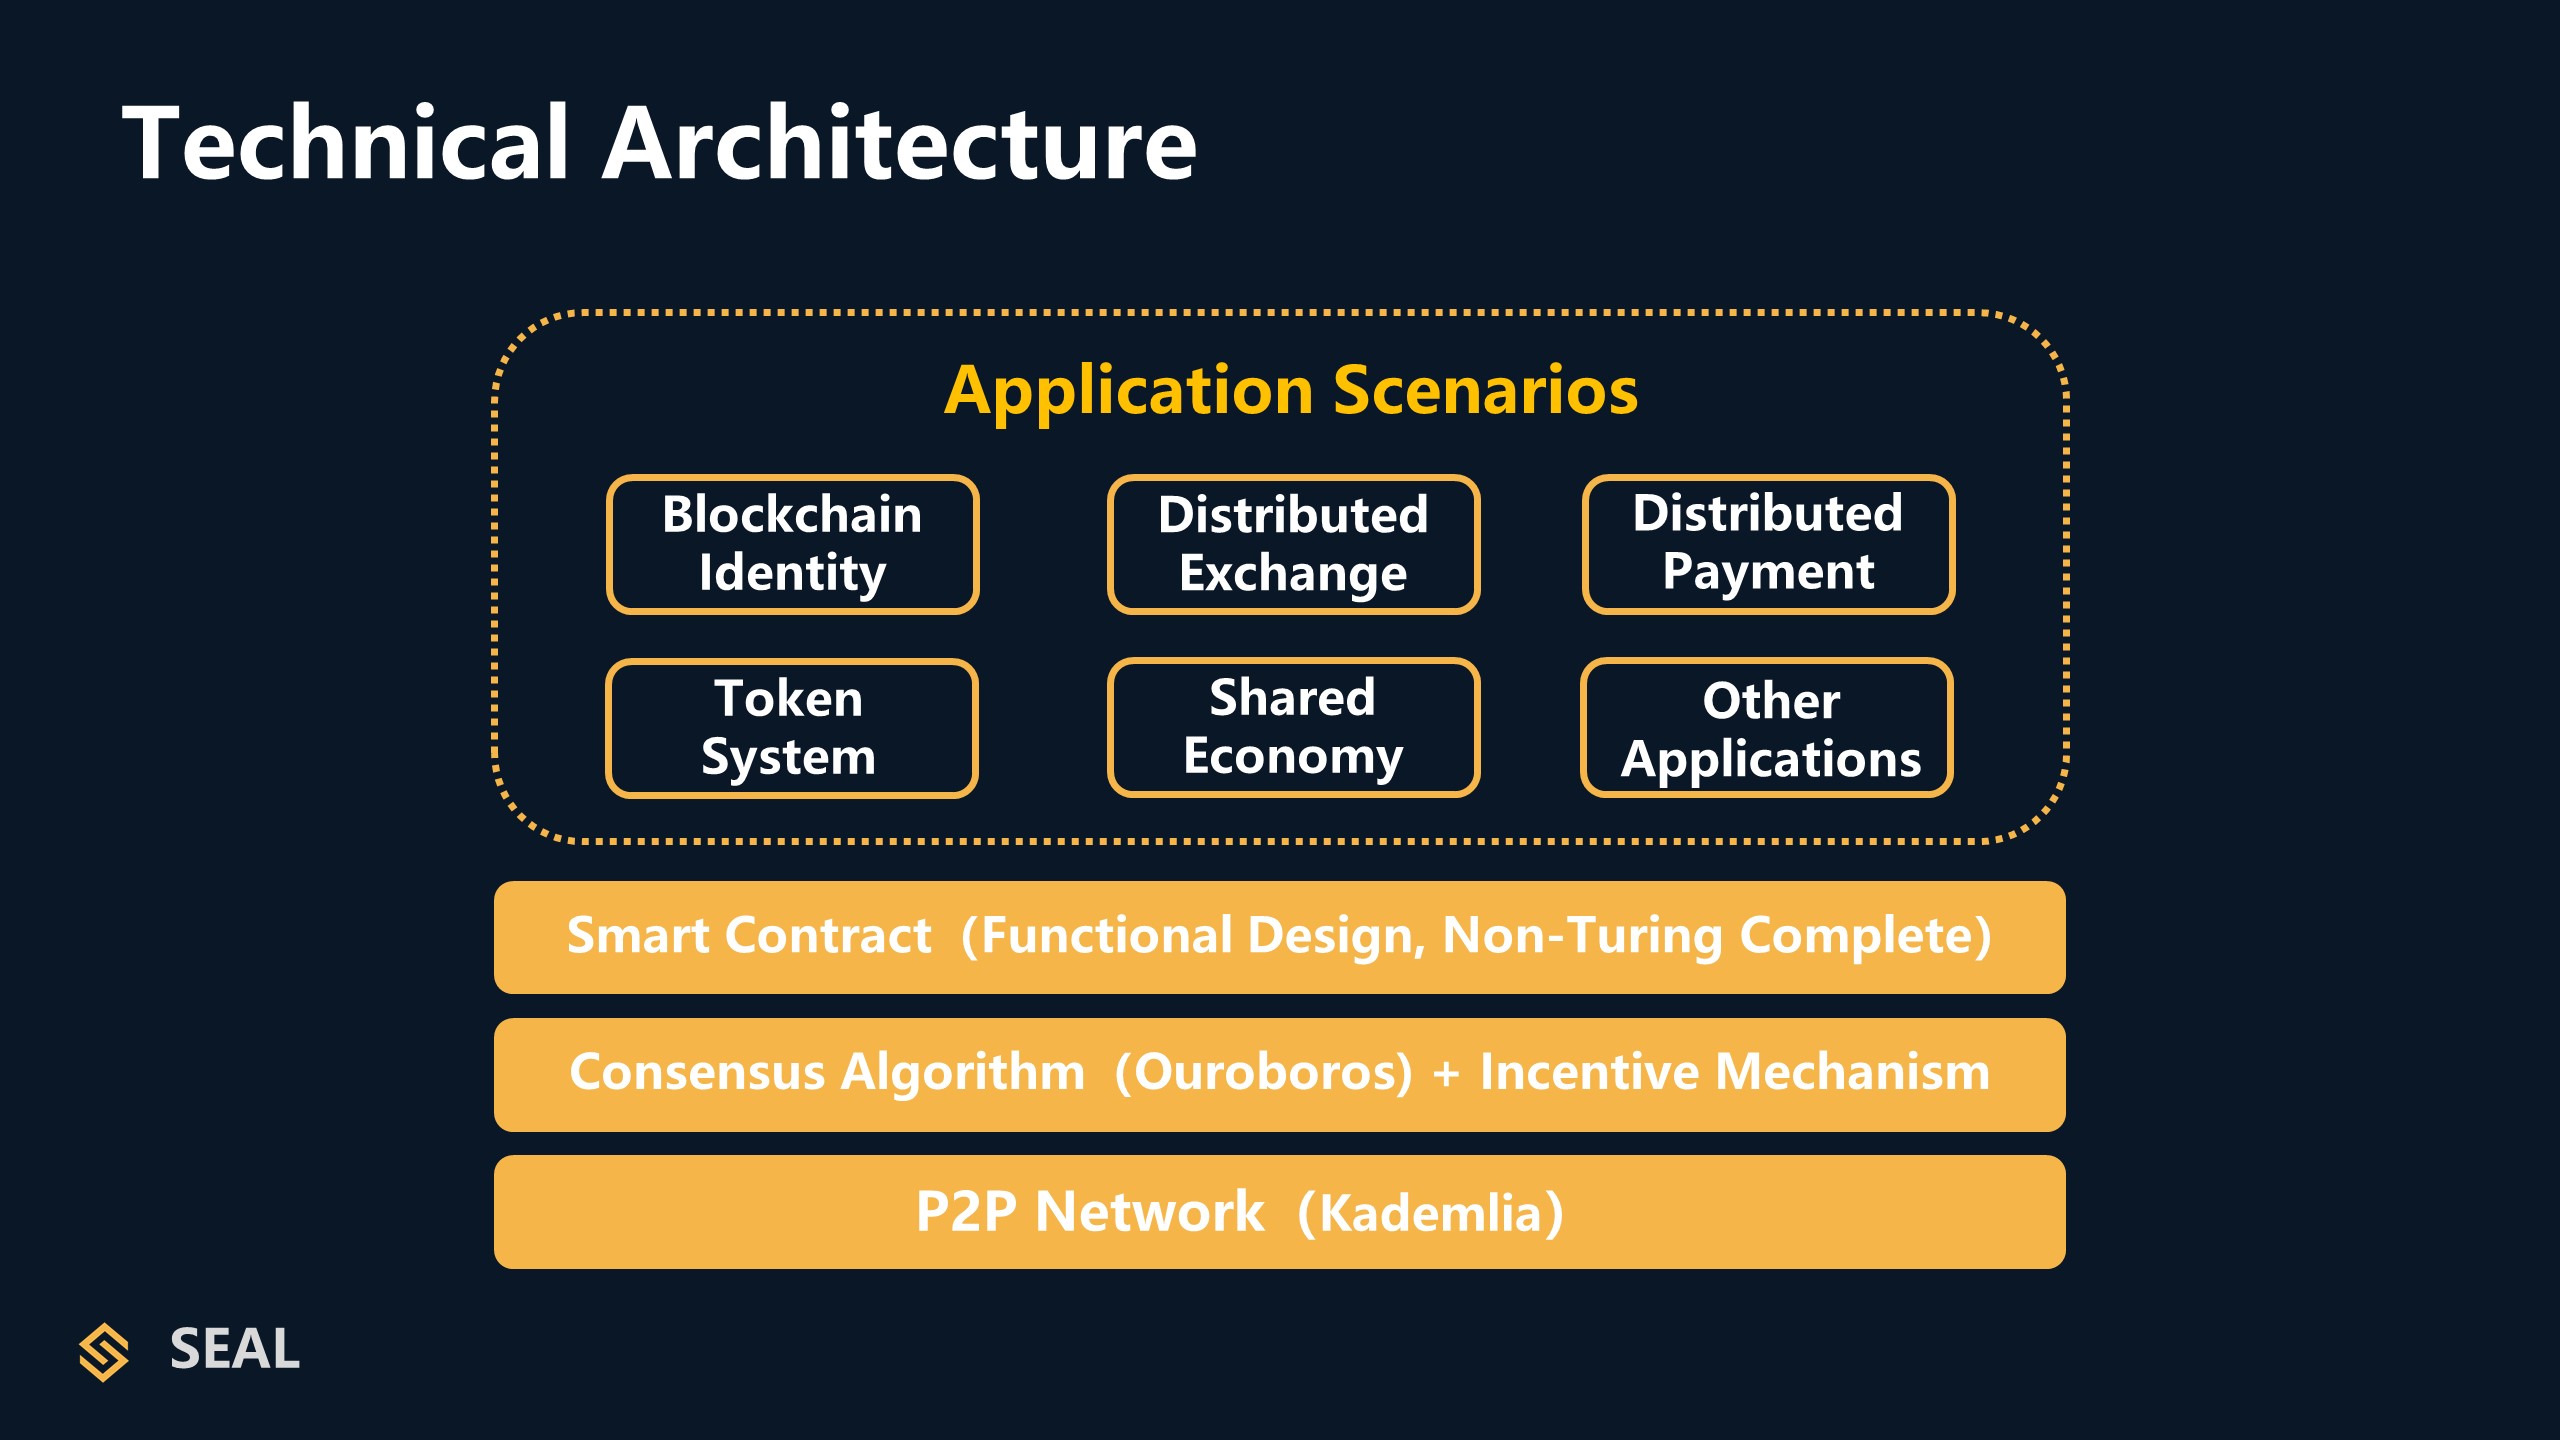 Technical Architecture
Application Scenarios
Blockchain
Identity
Distributed
Exchange
Distributed
Payment
Token
System
Shared
Economy
Other
Applications
Smart Contract（Functional Design, Non-Turing Complete）
Consensus Algorithm（Ouroboros) + Incentive Mechanism
P2P Network（Kademlia）
SEAL